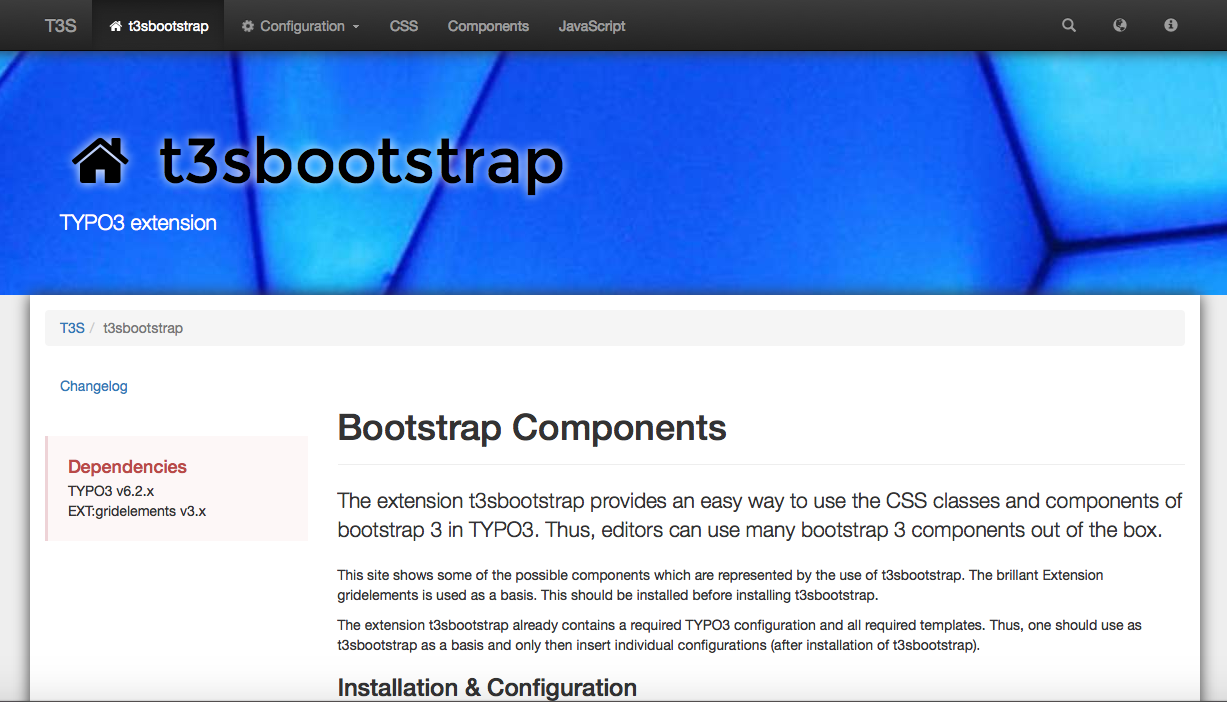 T3S t3sbootstrap Configuration CSS Components JavaScript
t3sbootstrap
TYPO3 extension
T3S / t3sbootstrap
Changelog
Dependencies
TYPO3 v6.2.x
EXT:gridelements v3.x
Bootstrap Components
The extension t3sbootstrap provides an easy way to use the CSS classes and components of
bootstrap 3 in TYPO3. Thus, editors can use many bootstrap 3 components out of the box.
This site shows some of the possible components which are represented by the use of t3sbootstrap. The brillant Extension
gridelements is used as a basis. This should be installed before installing t3sbootstrap.
The extension t3sbootstrap already contains a required TYPO3 configuration and all required templates. Thus, one should use as
t3sbootstrap as a basis and only then insert individual configurations (after installation of t3sbootstrap).
Installation & Configuration